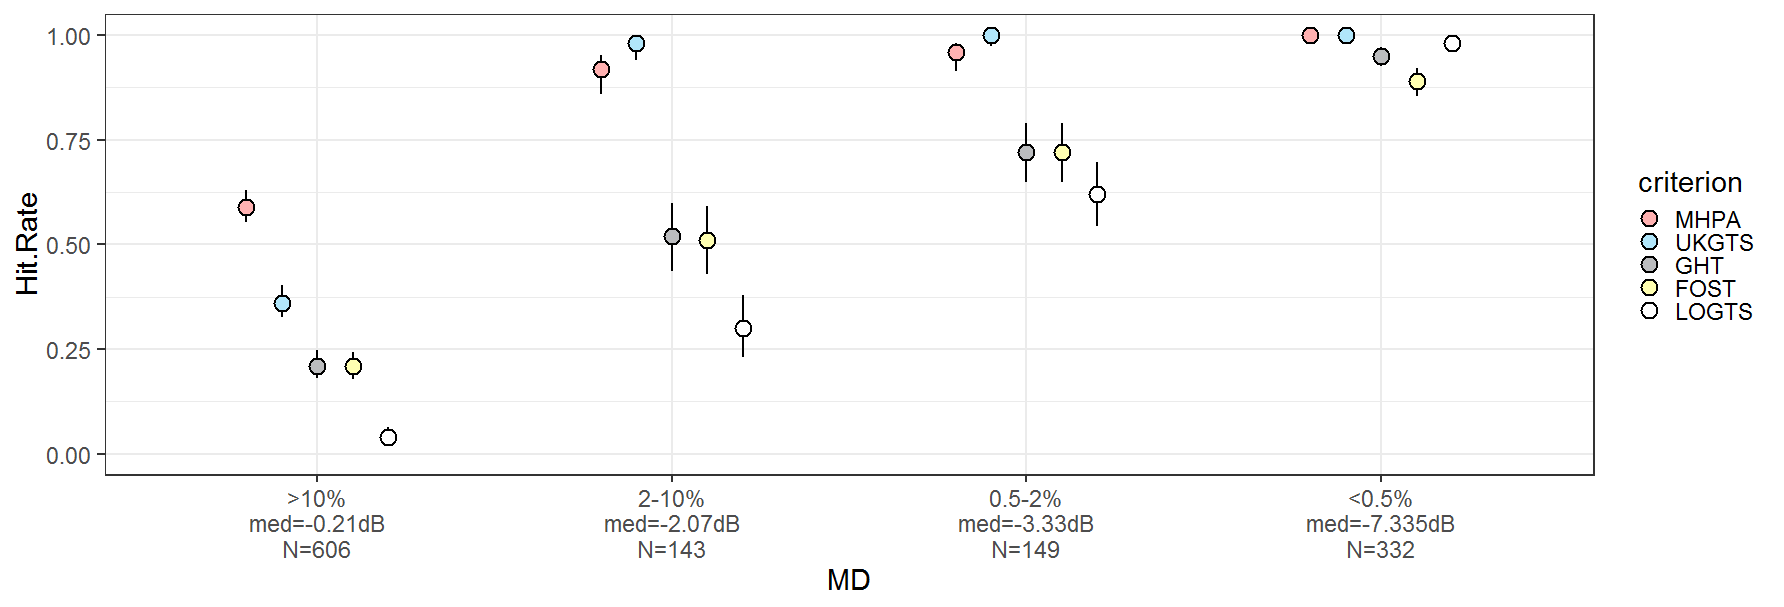 Hit.Rate
1.00
0.75
0.50
0.25
0.00
>10%
med=-0.21dB
N=606
2-10%
med=-2.07dB
N=143
0.5-2%
med=-3.33dB
N=149
<0.5%
med=-7.335dB
N=332
MD
criterion
MHPA
UKGTS
GHT
FOST
LOGTS